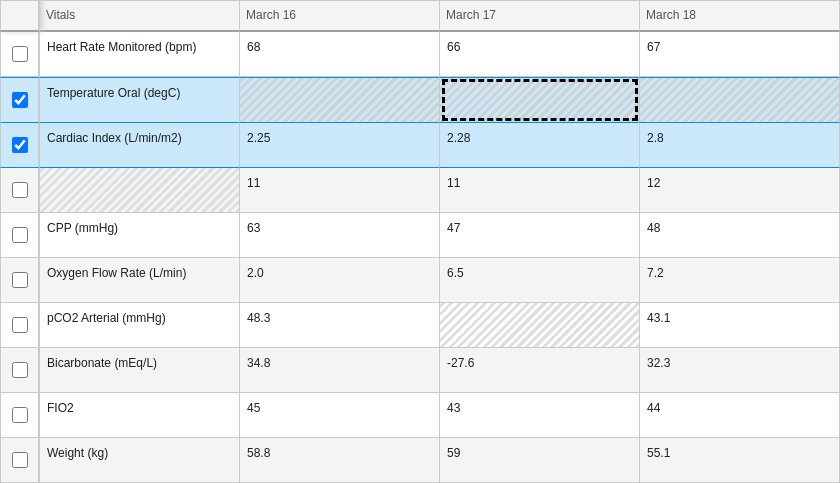 Vitals March 16 March 17 March 18
Heart Rate Monitored (bpm) 68 66 67
Temperature Oral (degC)
Cardiac Index (L/min/m2) 2.25 2.28 2.8
11 11 12
CPP (mmHg) 63 47 48
Oxygen Flow Rate (L/min) 2.0 6.5 7.2
pCO2 Arterial (mmHg) 48.3 43.1
Bicarbonate (mEq/L) 34.8 -27.6 32.3
FIO2 45 43 44
Weight (kg) 58.8 59 55.1